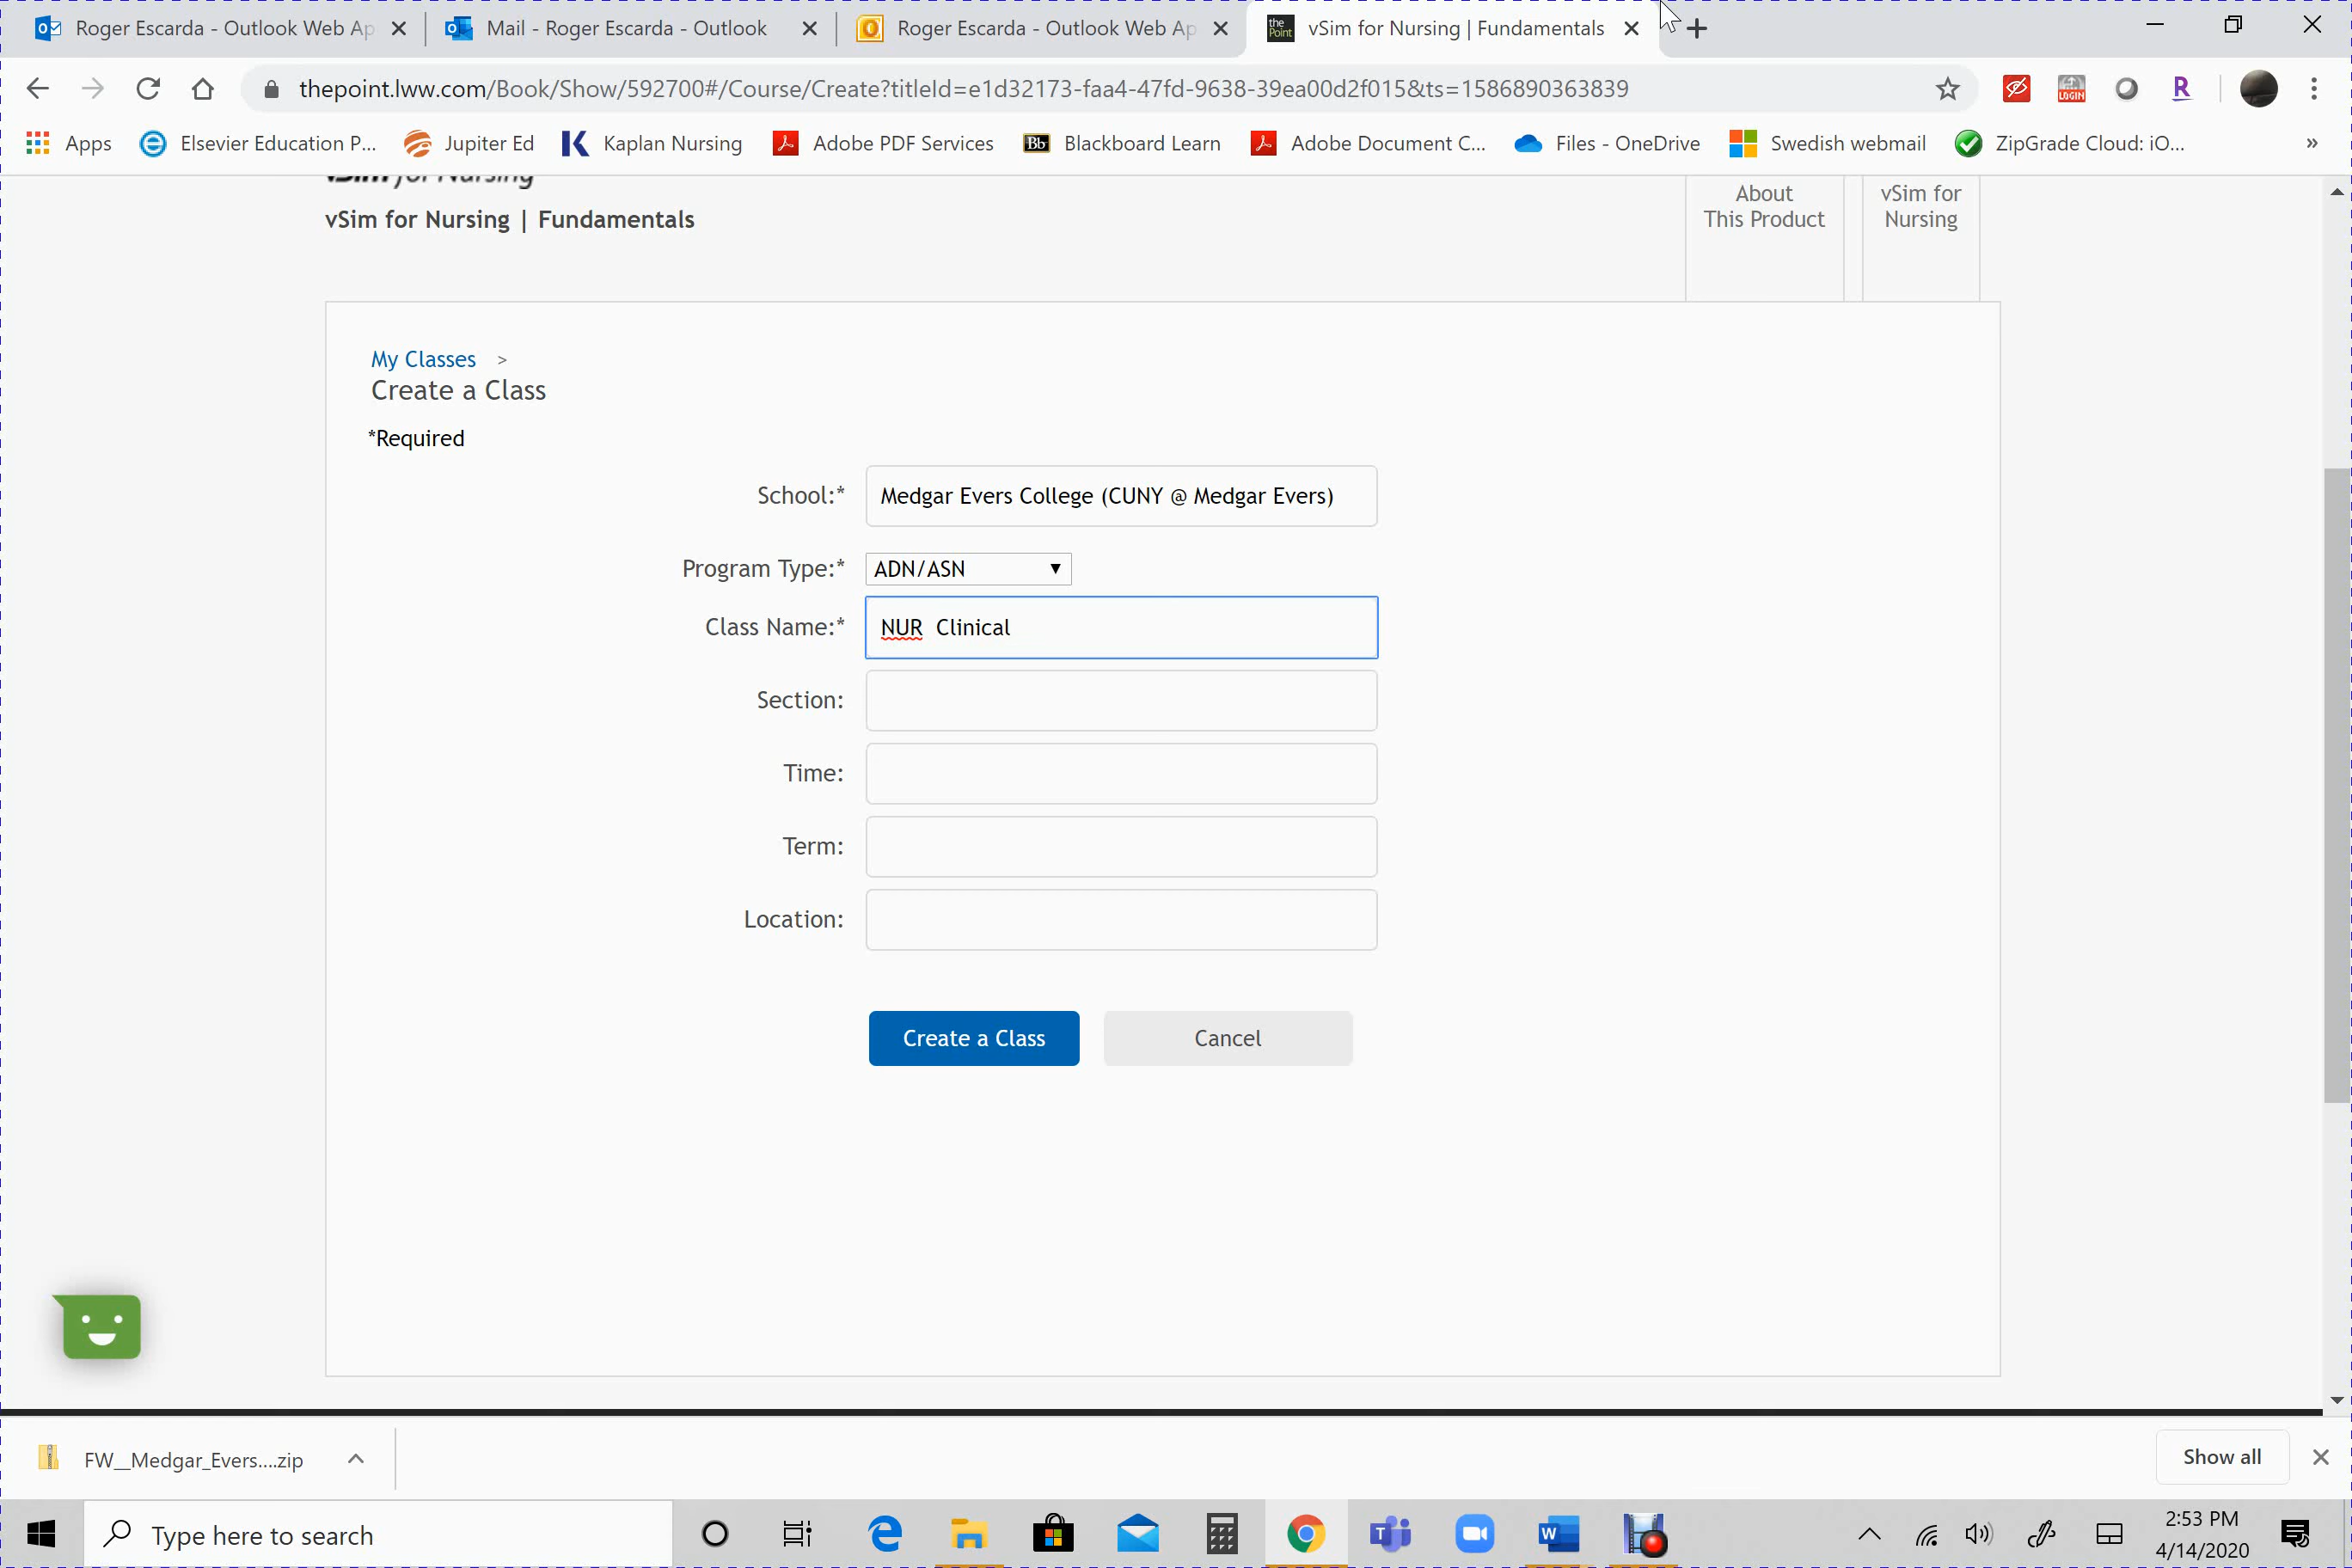 Roger Escarda - Outlook Web Ap
Mail - Roger Escarda - Outlook
Roger Escarda - Outlook Web Ap
the Point
vSim for Nursing | Fundamentals
thepoint.lww.com/Book/Show/592700#/Course/Create?titleId=e1d32173-faa4-47fd-9638-39ea00d2f015&ts=1586890363839
LOGIN
R
Apps
Elsevier Education P...
Jupiter Ed
Kaplan Nursing
Adobe PDF Services
Bb
Blackboard Learn
Adobe Document C...
Files - OneDrive
Swedish webmail
ZipGrade Cloud: iO...
»
vSim for Nursing
vSim for Nursing | Fundamentals
About
This Product
vSim for
Nursing
My Classes >
Create a Class
*Required
School:* Medgar Evers College (CUNY @ Medgar Evers)
Program Type:* ADN/ASN
Class Name:* NUR  Clinical
Section:
Time:
Term:
Location:
Create a Class
Cancel
FW__Medgar_Evers....zip
Show all
Type here to search
2:53 PM
4/14/2020